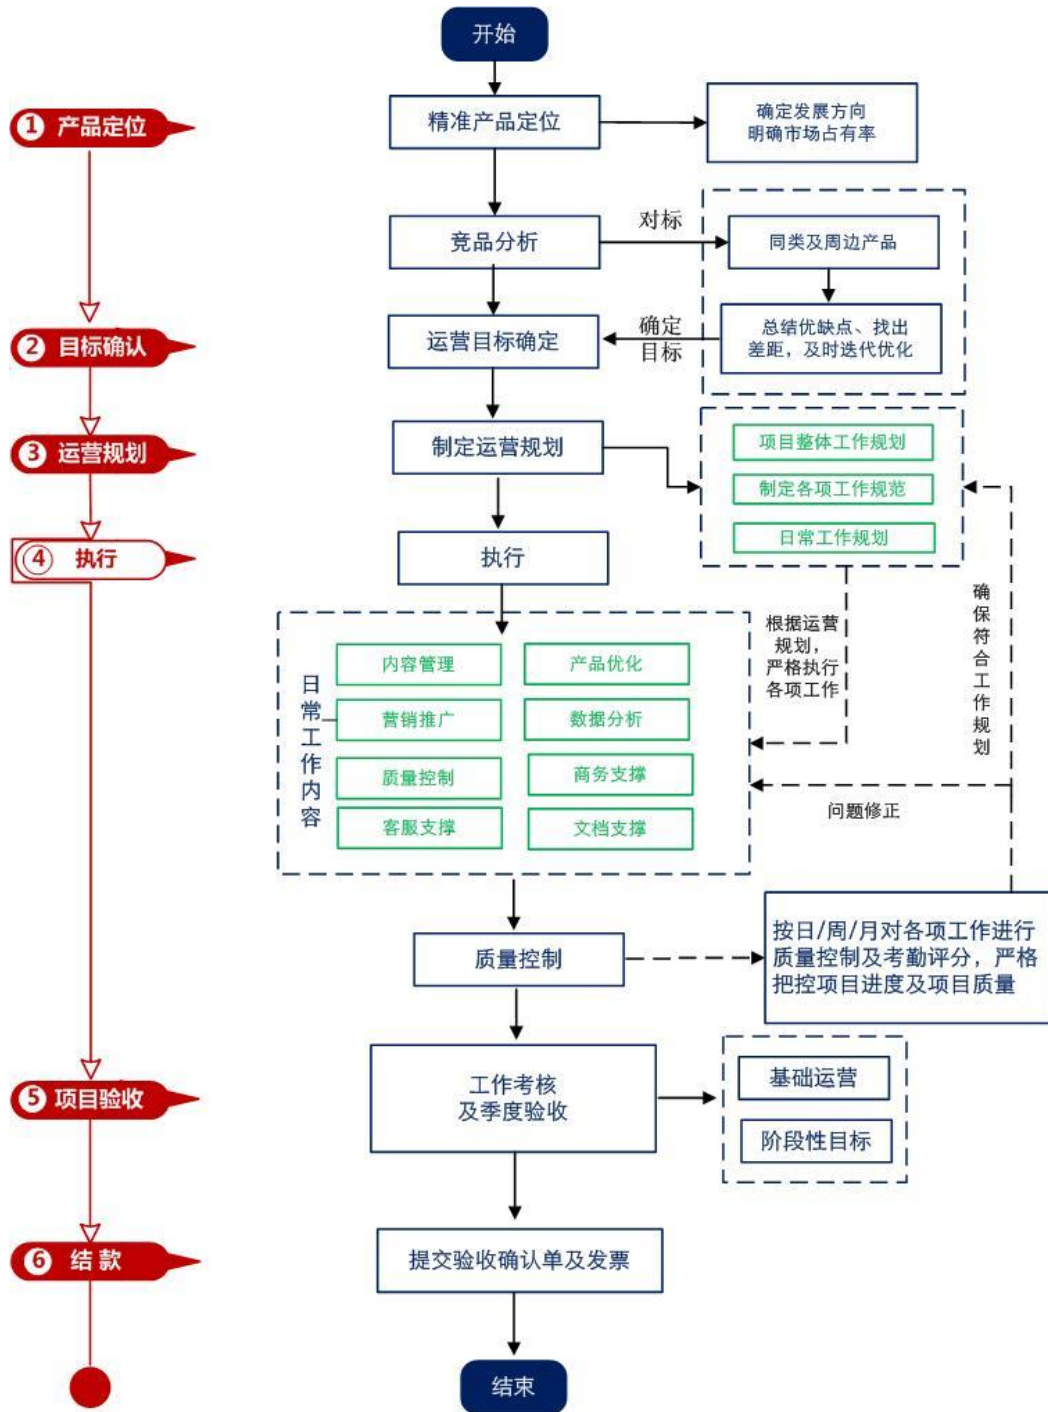 开始
① 产品定位
精准产品定位
确定发展方向
明确市场占有率
竞品分析
对标
同类及周边产品
② 目标确认
运营目标确定
确定
目标
总结优缺点、找出
差距，及时迭代优化
③ 运营规划
制定运营规划
项目整体工作规划
制定各项工作规范
日常工作规划
④ 执行
执行
根据运营
规划，
严格执行
各项工作
确保符合工作规划
日常工作内容
内容管理
产品优化
营销推广
数据分析
质量控制
商务支撑
客服支撑
文档支撑
问题修正
质量控制
按日/周/月对各项工作进行
质量控制及考勤评分，严格
把控项目进度及项目质量
⑤ 项目验收
工作考核
及季度验收
基础运营
阶段性目标
⑥ 结 款
提交验收确认单及发票
结束